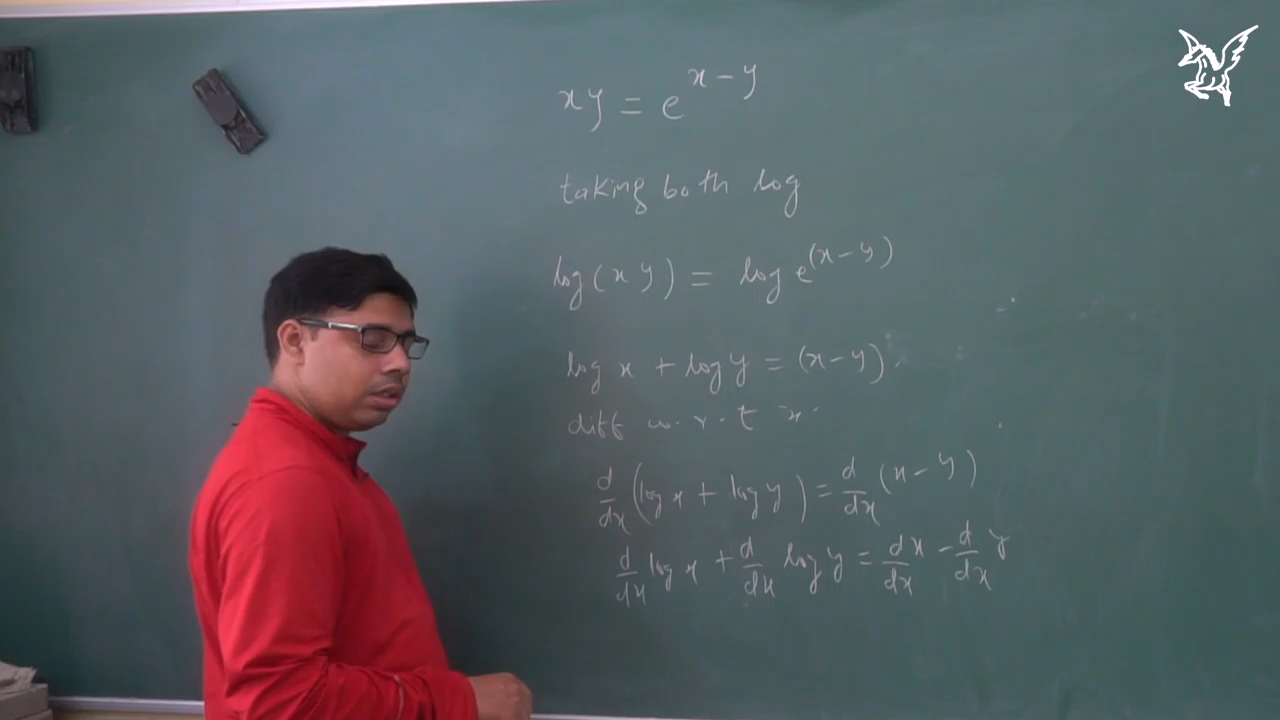 xy = e^{x-y}
taking both log
log(xy) = log e^{(x-y)}
log x + log y = (x-y).
diff w.r.t x.
d/dx (log x + log y) = d/dx (x-y)
d/dx log x + d/dx log y = dx/dx - d/dx y